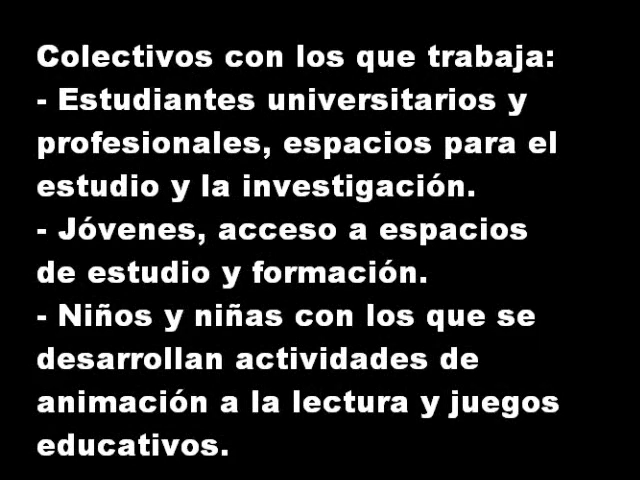 Colectivos con los que trabaja:
- Estudiantes universitarios y
profesionales, espacios para el
estudio y la investigación.
- Jóvenes, acceso a espacios
de estudio y formación.
- Niños y niñas con los que se
desarrollan actividades de
animación a la lectura y juegos
educativos.